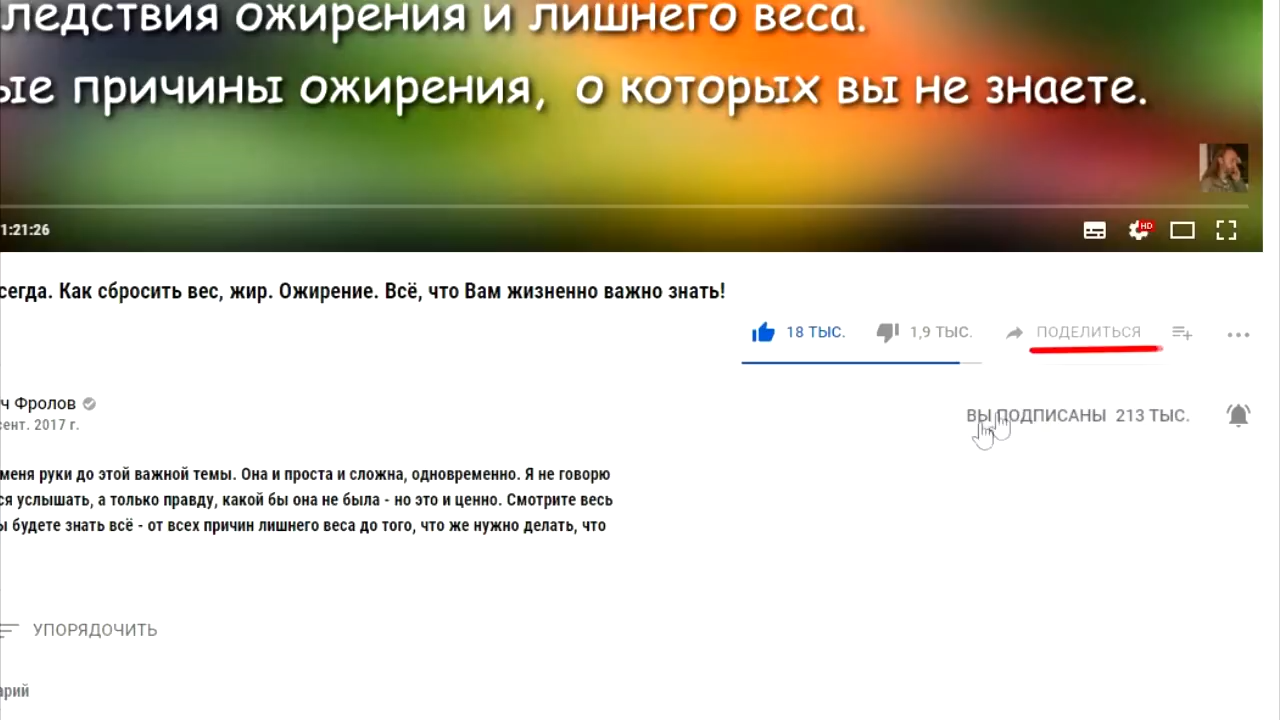 ледствия ожирения и лишнего веса.
ые причины ожирения, о которых вы не знаете.
1:21:26
HD
сегда. Как сбросить вес, жир. Ожирение. Всё, что Вам жизненно важно знать!
18 ТЫС. 1,9 ТЫС. ПОДЕЛИТЬСЯ
ч Фролов
сент. 2017 г.
ВЫ ПОДПИСАНЫ 213 ТЫС.
меня руки до этой важной темы. Она и проста и сложна, одновременно. Я не говорю
ся услышать, а только правду, какой бы она не была - но это и ценно. Смотрите весь
ы будете знать всё - от всех причин лишнего веса до того, что же нужно делать, что
УПОРЯДОЧИТЬ
арий